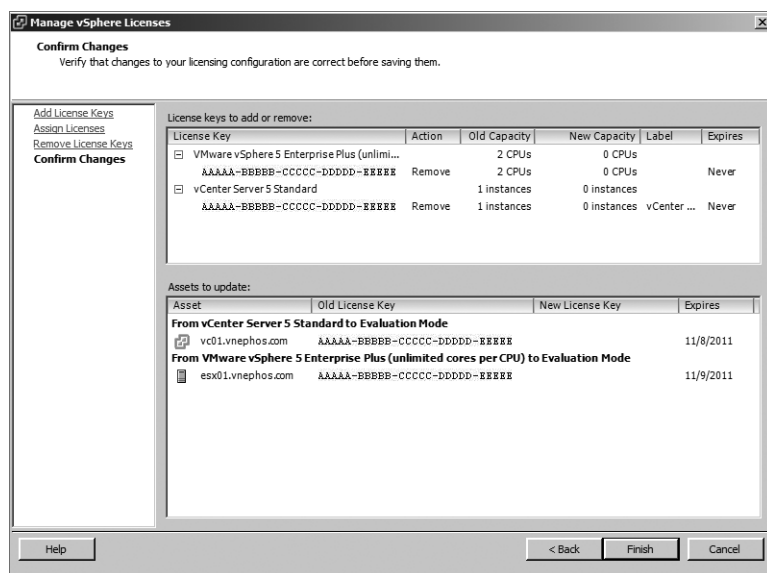 Manage vSphere Licenses
Confirm Changes
Verify that changes to your licensing configuration are correct before saving them.
Add License Keys
Assign Licenses
Remove License Keys
Confirm Changes
License keys to add or remove:
License Key Action Old Capacity New Capacity Label Expires
VMware vSphere 5 Enterprise Plus (unlimi... 2 CPUs 0 CPUs
AAAAA-BBBBB-CCCCC-DDDDD-EEEEE Remove 2 CPUs 0 CPUs Never
vCenter Server 5 Standard 1 instances 0 instances
AAAAA-BBBBB-CCCCC-DDDDD-EEEEE Remove 1 instances 0 instances vCenter ... Never
Assets to update:
Asset Old License Key New License Key Expires
From vCenter Server 5 Standard to Evaluation Mode
vc01.vnephos.com AAAAA-BBBBB-CCCCC-DDDDD-EEEEE 11/8/2011
From VMware vSphere 5 Enterprise Plus (unlimited cores per CPU) to Evaluation Mode
esx01.vnephos.com AAAAA-BBBBB-CCCCC-DDDDD-EEEEE 11/9/2011
Help < Back Finish Cancel